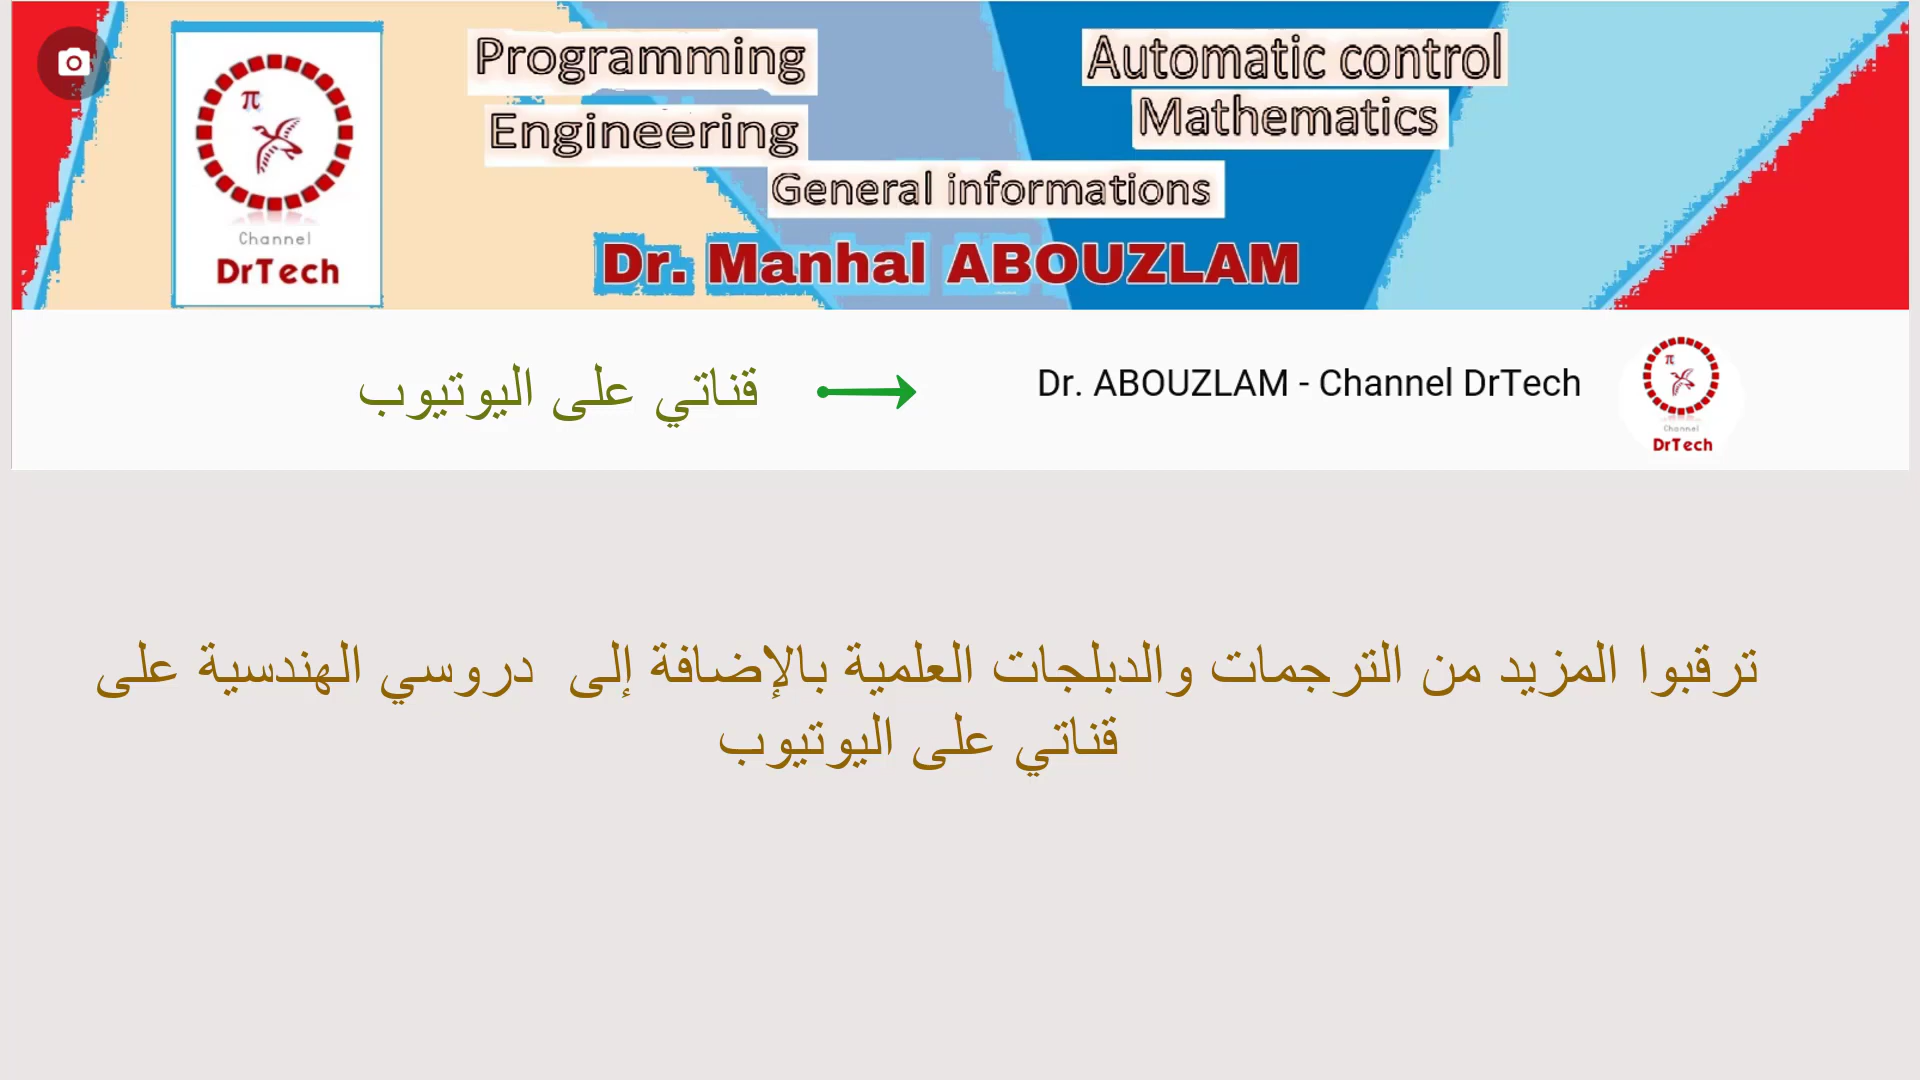 Programming
Automatic control
Engineering
Mathematics
General informations
π
Channel
DrTech
Dr. Manhal ABOUZLAM
قناتي على اليوتيوب
Dr. ABOUZLAM - Channel DrTech
π
Channel
DrTech
ترقبوا المزيد من الترجمات والدبلجات العلمية بالإضافة إلى دروسي الهندسية على
قناتي على اليوتيوب